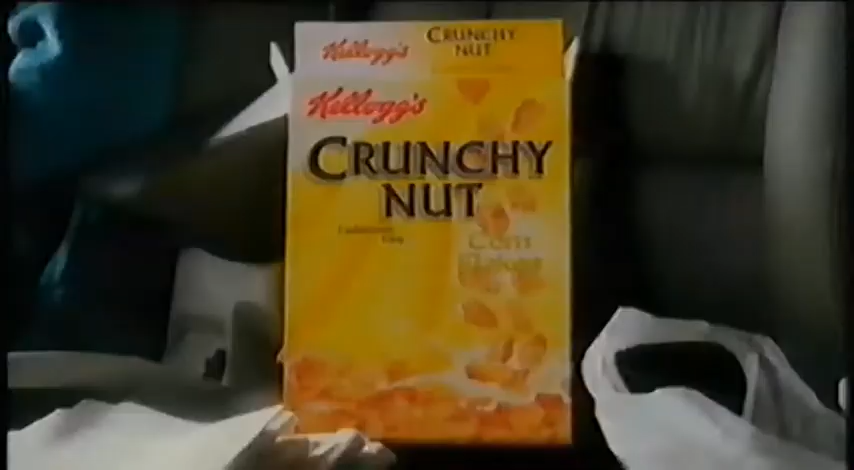 Kellogg's
CRUNCHY
NUT
Kellogg's
CRUNCHY
NUT
Corn
Flakes